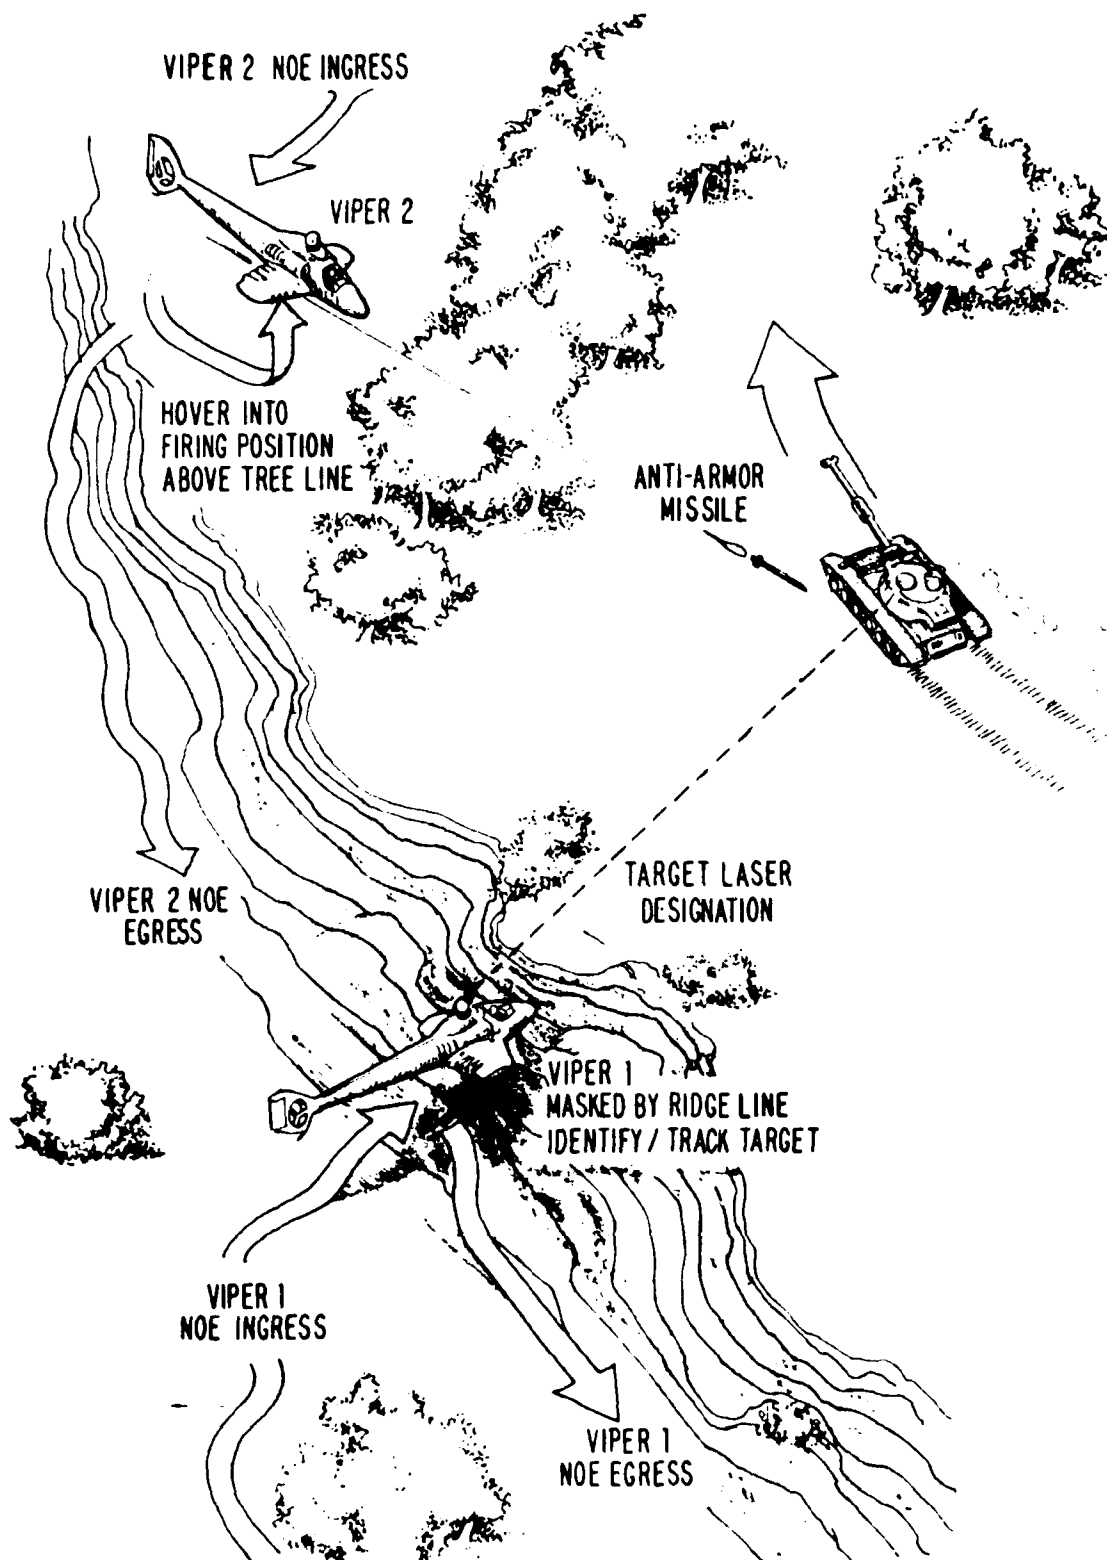 VIPER 2 NOE INGRESS
VIPER 2
HOVER INTO
FIRING POSITION
ABOVE TREE LINE
ANTI-ARMOR
MISSILE
VIPER 2 NOE
EGRESS
TARGET LASER
DESIGNATION
VIPER 1
MASKED BY RIDGE LINE
IDENTIFY / TRACK TARGET
VIPER 1
NOE INGRESS
VIPER 1
NOE EGRESS